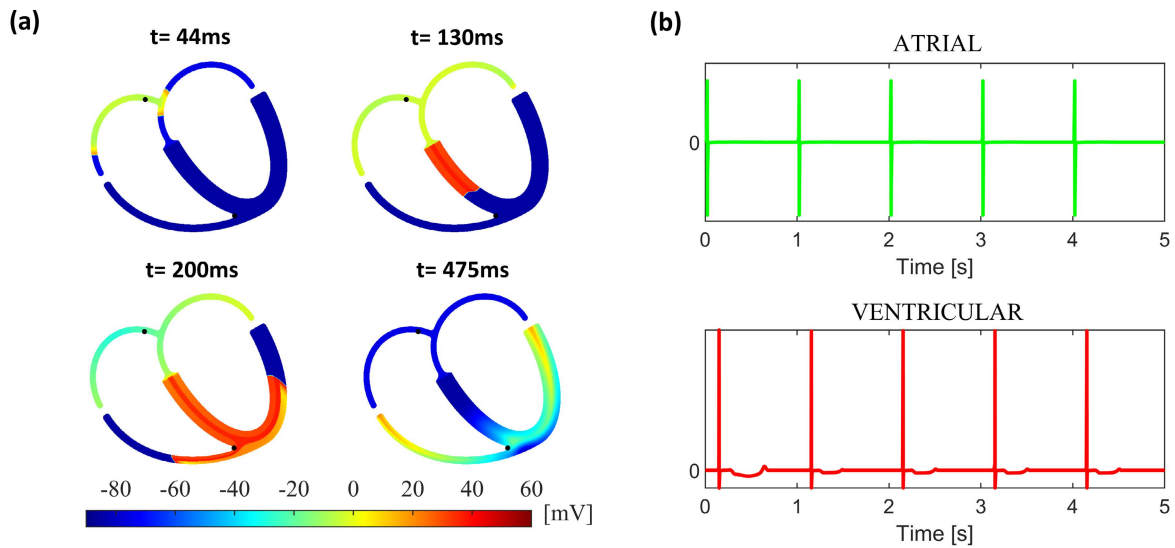 (a)
t= 44ms
t= 130ms
t= 200ms
t= 475ms
-80 -60 -40 -20 0 20 40 60
[mV]
(b)
ATRIAL
0
0 1 2 3 4 5
Time [s]
VENTRICULAR
0
0 1 2 3 4 5
Time [s]